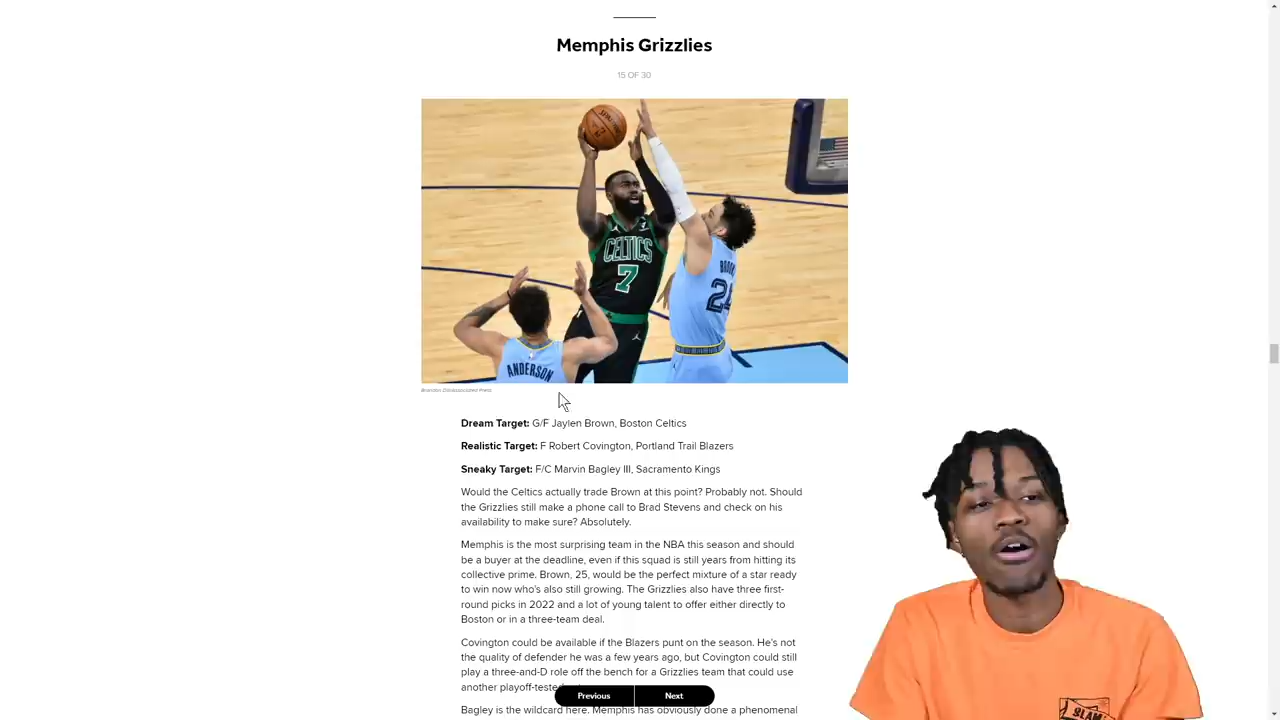 Memphis Grizzlies
15 OF 30
CELTICS
7
ANDERSON
Dream Target: G/F Jaylen Brown, Boston Celtics
Realistic Target: F Robert Covington, Portland Trail Blazers
Sneaky Target: F/C Marvin Bagley III, Sacramento Kings
Would the Celtics actually trade Brown at this point? Probably not. Should
the Grizzlies still make a phone call to Brad Stevens and check on his
availability to make sure? Absolutely.
Memphis is the most surprising team in the NBA this season and should
be a buyer at the deadline, even if this squad is still years from hitting its
collective prime. Brown, 25, would be the perfect mixture of a star ready
to win now who's also still growing. The Grizzlies also have three first-
round picks in 2022 and a lot of young talent to offer either directly to
Boston or in a three-team deal.
Covington could be available if the Blazers punt on the season. He's not
the quality of defender he was a few years ago, but Covington could still
play a three-and-D role off the bench for a Grizzlies team that could use
another playoff-tested
Previous
Next
Bagley is the wildcard here. Memphis has obviously done a phenomenal
SLAM